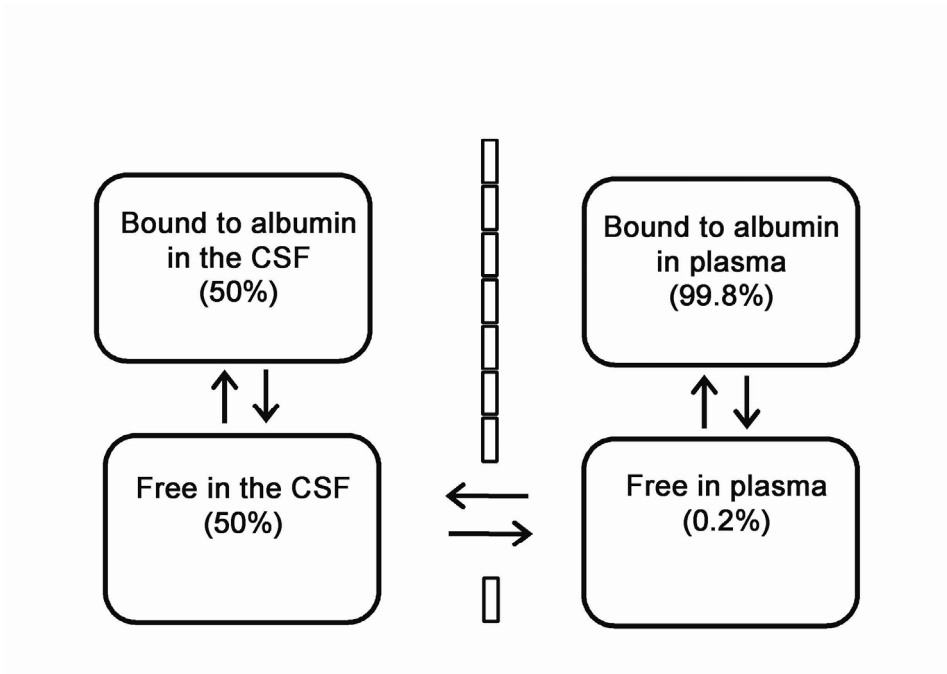 Bound to albumin
in the CSF
(50%)
Bound to albumin
in plasma
(99.8%)
Free in the CSF
(50%)
Free in plasma
(0.2%)